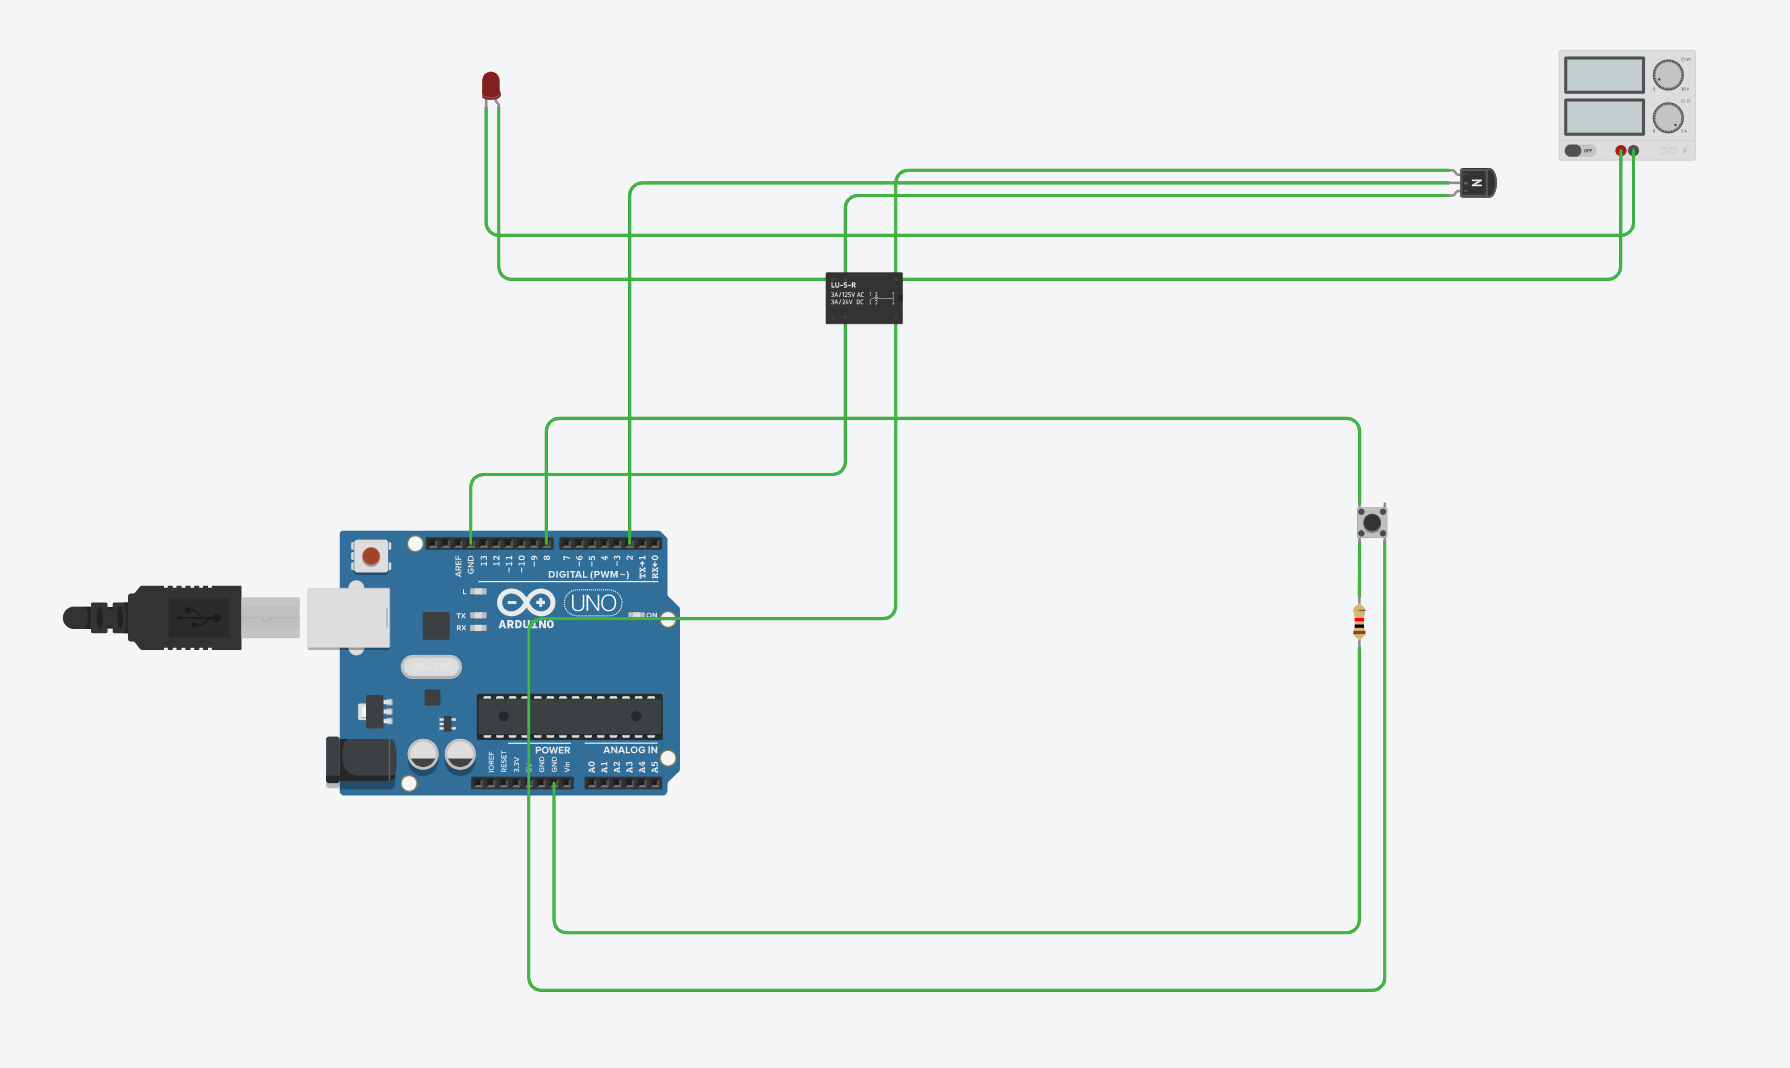 OFF
N
LU-5-R
3A/125V AC
3A/24V DC
AREF
GND
13
12
~11
~10
~9
8
7
~6
~5
4
~3
2
TX→1
RX←0
DIGITAL (PWM~)
L
TX
RX
ARDUINO
UNO
ON
POWER
ANALOG IN
IOREF
RESET
3.3V
GND
GND
Vin
A0
A1
A2
A3
A4
A5